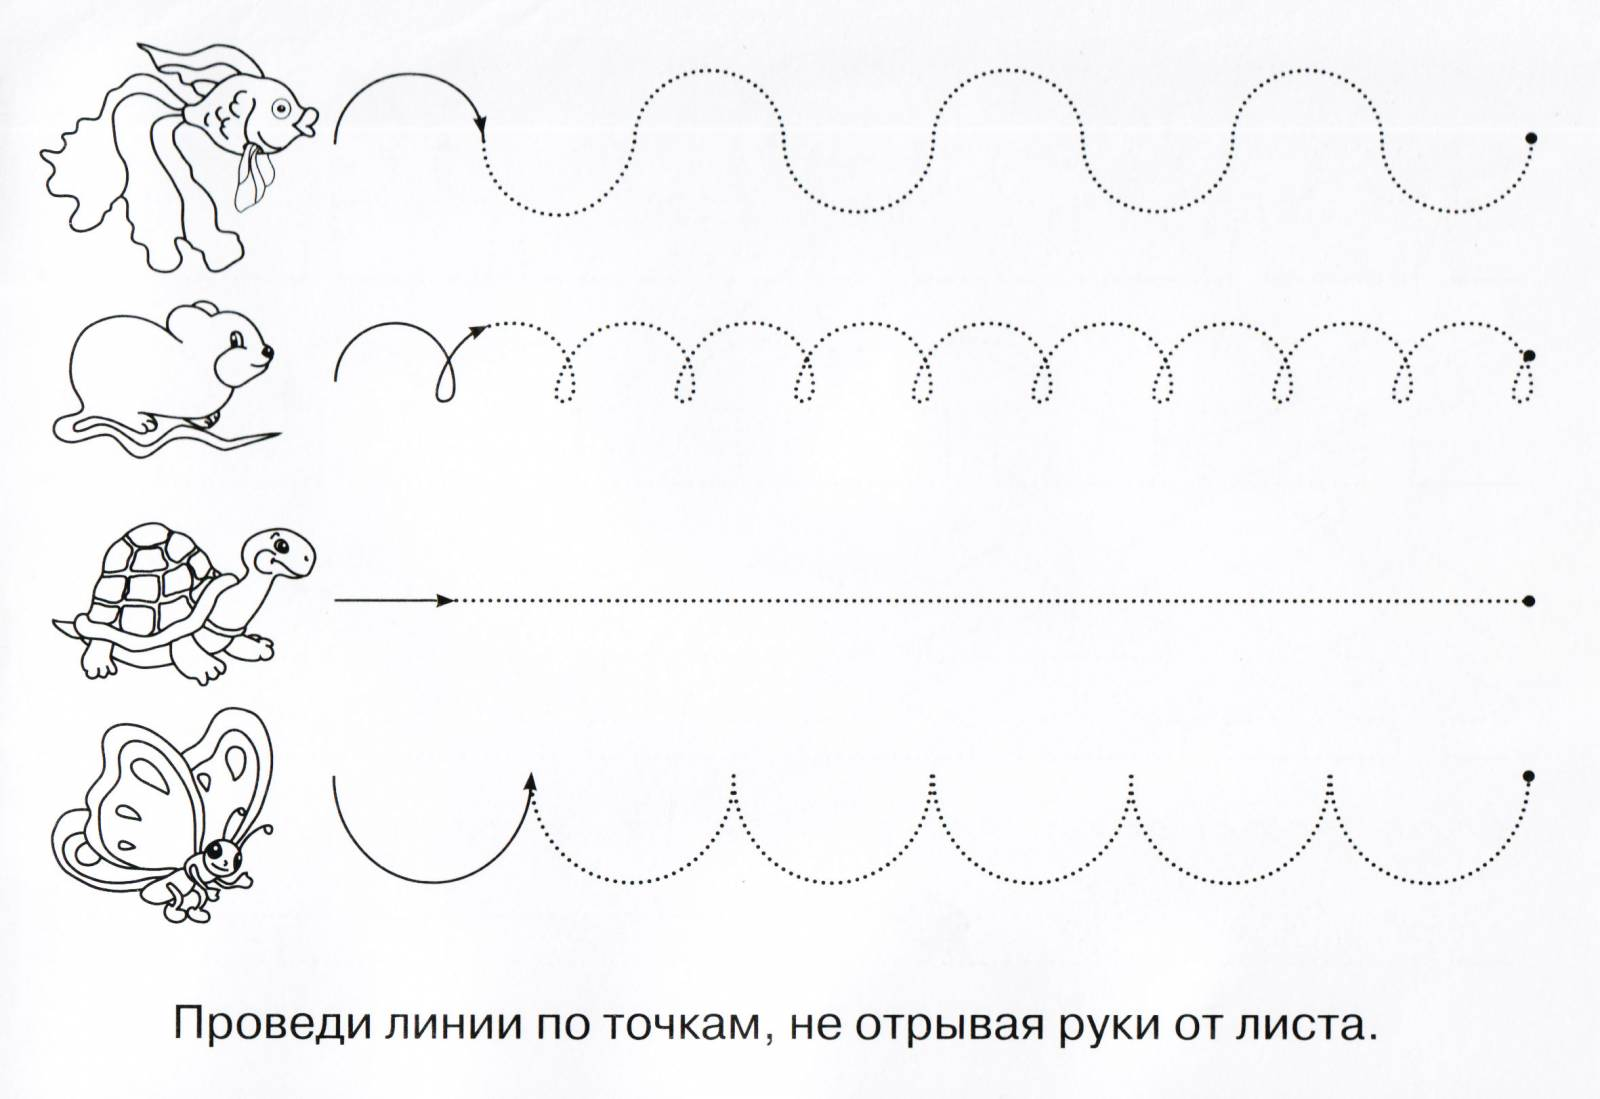 Проведи линии по точкам, не отрывая руки от листа.